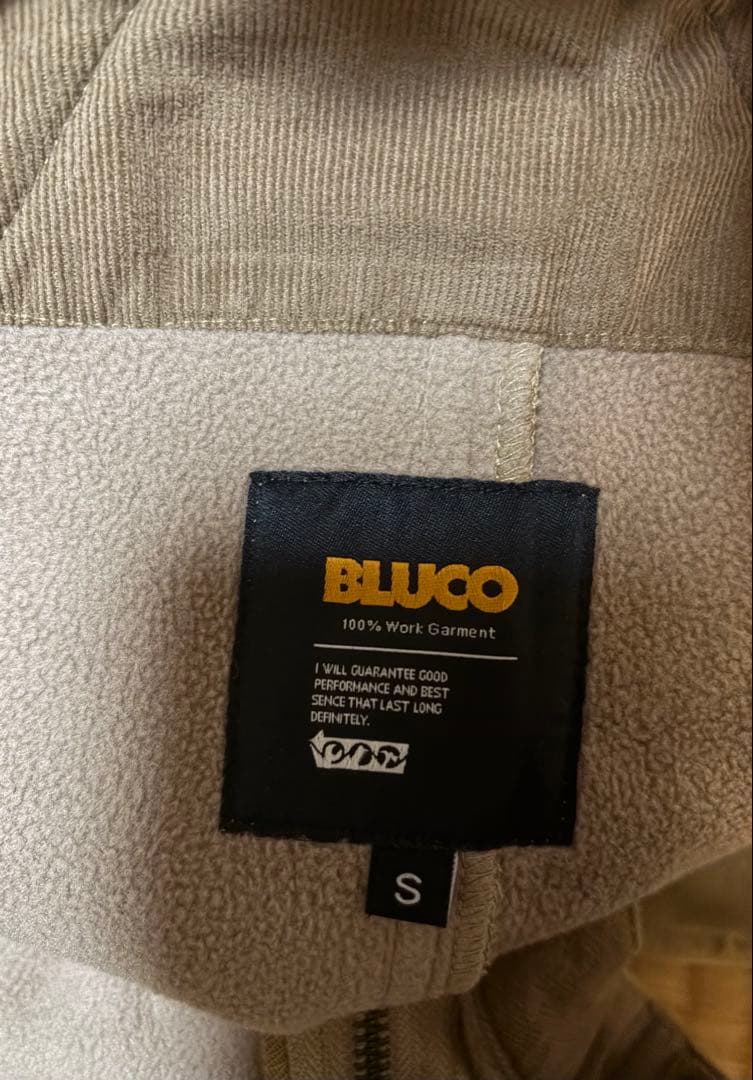 BLUCO
100% Work Garment
I WILL GUARANTEE GOOD
PERFORMANCE AND BEST
SENCE THAT LAST LONG
DEFINITELY.
S